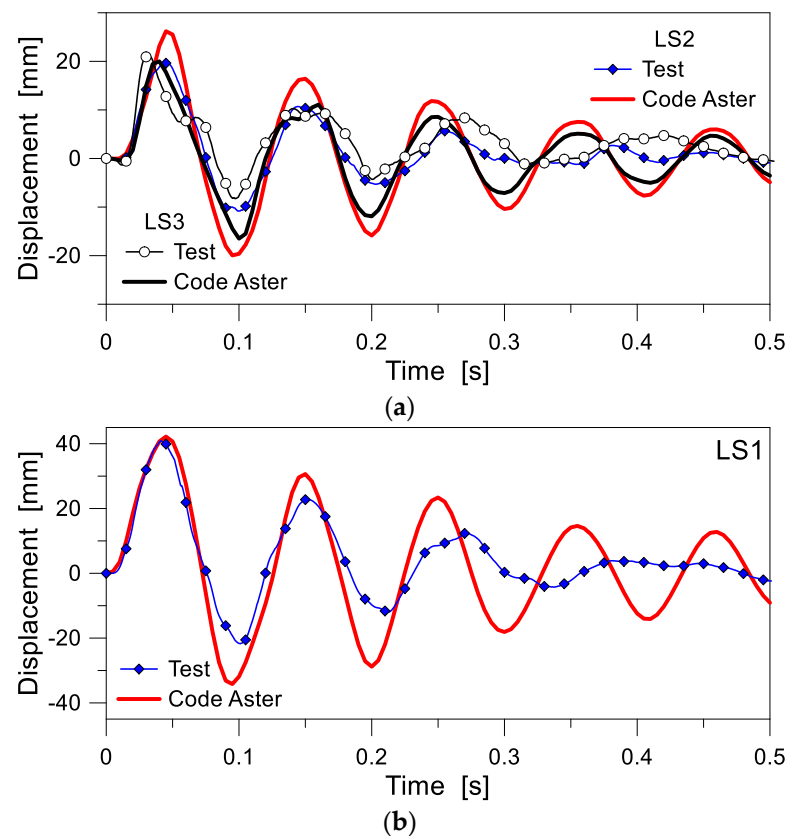 20
0
-20
Displacement [mm]
LS2
Test
Code Aster
LS3
Test
Code Aster
0 0.1 0.2 0.3 0.4 0.5
Time [s]
(a)
40
20
0
-20
-40
Displacement [mm]
LS1
Test
Code Aster
0 0.1 0.2 0.3 0.4 0.5
Time [s]
(b)